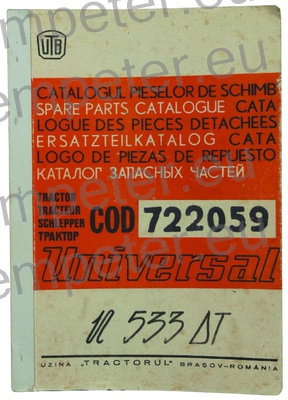 UTB
CATALOGUL PIESELOR DE SCHIMB
SPARE PARTS CATALOGUE CATA
LOGUE DES PIECES DETACHEES
ERSATZTEILKATALOG CATA
LOGO DE PIEZAS DE REPUESTO
КАТАЛОГ ЗАПАСНЫХ ЧАСТЕЙ
TRACTOR
TRACTEUR
SCHLEPPER
ТРАКТОР
COD 722059
Universal
U 533 DT
UZINA „TRACTORUL" BRASOV-ROMÂNIA